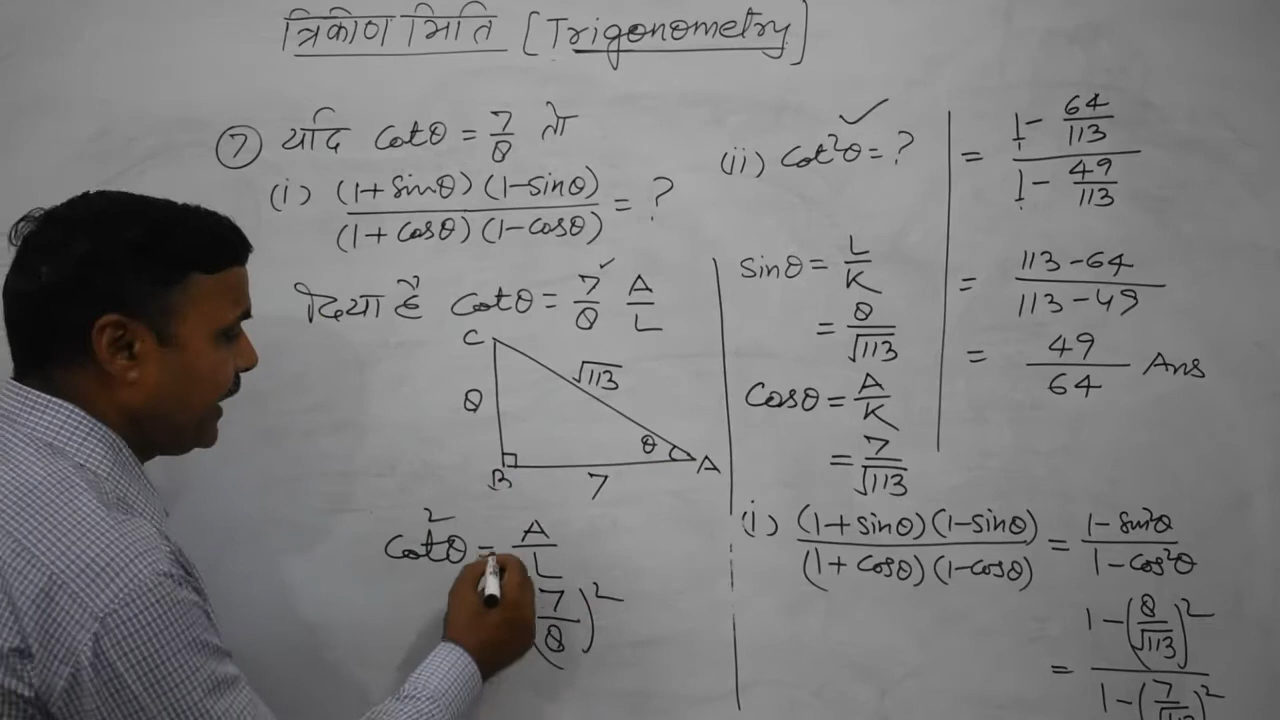 त्रिकोण मिति [Trigonometry]
⑦ यदि Cotθ = 7/8 तो
(i) (1+Sinθ)(1-Sinθ) / (1+Cosθ)(1-Cosθ) = ?
दिया है Cotθ = 7/8 A/L
C
√113
8
θ
B
7
A
Cot²θ = A/L
(7/8)²
(ii) Cot²θ = ? ✓
Sinθ = L/K
= 8/√113
Cosθ = A/K
= 7/√113
(i) (1+Sinθ)(1-Sinθ) / (1+Cosθ)(1-Cosθ) = 1-Sin²θ / 1-Cos²θ
= 1-(8/√113)² / 1-(7/√113)²
= 1 - 64/113 / 1 - 49/113
= 113-64 / 113-49
= 49/64 Ans